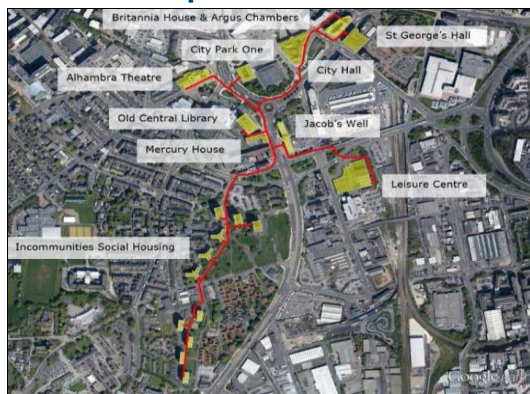 Britannia House & Argus Chambers
City Park One
St George's Hall
Alhambra Theatre
City Hall
Old Central Library
Jacob's Well
Mercury House
Leisure Centre
Incommunities Social Housing
Google